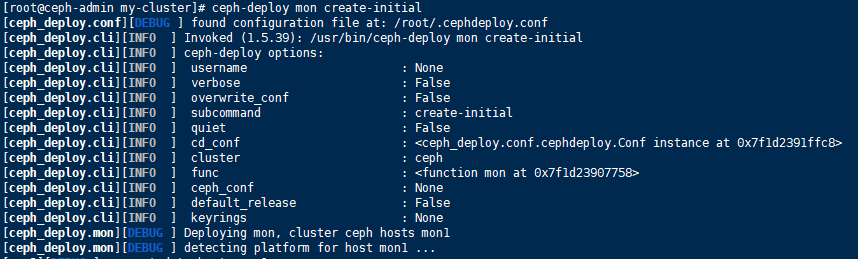 [root@ceph-admin my-cluster]# ceph-deploy mon create-initial
[ceph_deploy.conf][DEBUG ] found configuration file at: /root/.cephdeploy.conf
[ceph_deploy.cli][INFO  ] Invoked (1.5.39): /usr/bin/ceph-deploy mon create-initial
[ceph_deploy.cli][INFO  ] ceph-deploy options:
[ceph_deploy.cli][INFO  ]  username                      : None
[ceph_deploy.cli][INFO  ]  verbose                       : False
[ceph_deploy.cli][INFO  ]  overwrite_conf                : False
[ceph_deploy.cli][INFO  ]  subcommand                    : create-initial
[ceph_deploy.cli][INFO  ]  quiet                         : False
[ceph_deploy.cli][INFO  ]  cd_conf                       : <ceph_deploy.conf.cephdeploy.Conf instance at 0x7f1d2391ffc8>
[ceph_deploy.cli][INFO  ]  cluster                       : ceph
[ceph_deploy.cli][INFO  ]  func                          : <function mon at 0x7f1d23907758>
[ceph_deploy.cli][INFO  ]  ceph_conf                     : None
[ceph_deploy.cli][INFO  ]  default_release               : False
[ceph_deploy.cli][INFO  ]  keyrings                      : None
[ceph_deploy.mon][DEBUG ] Deploying mon, cluster ceph hosts mon1
[ceph_deploy.mon][DEBUG ] detecting platform for host mon1 ...